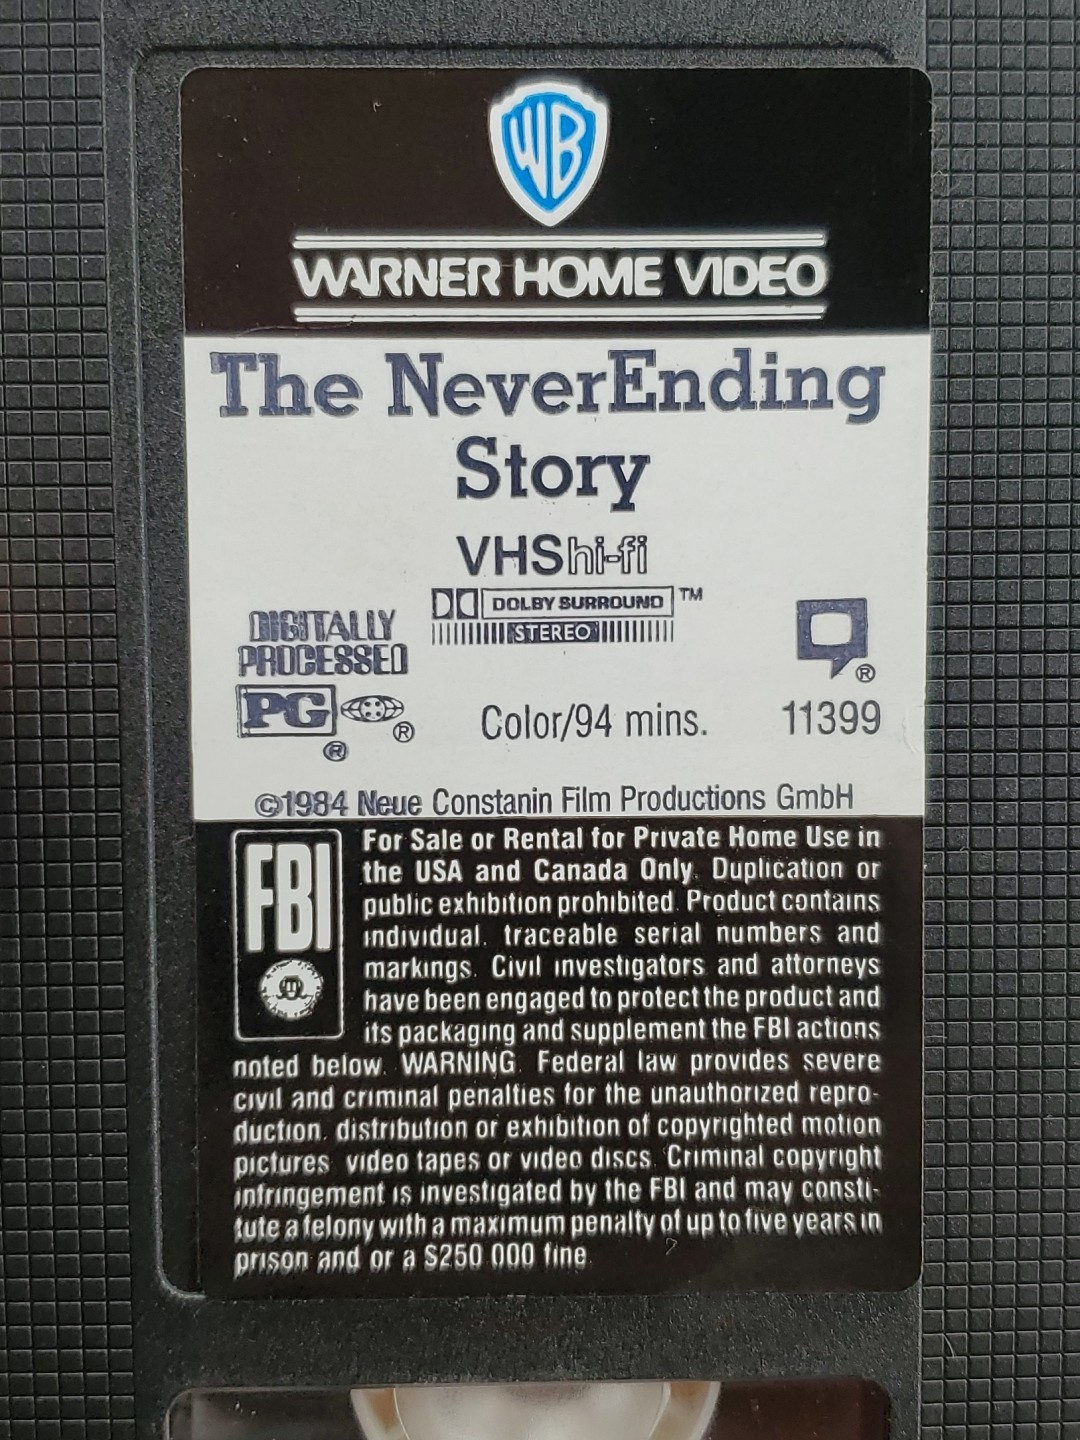 WB
WARNER HOME VIDEO
The NeverEnding
Story
VHS hi-fi
DOLBY SURROUND ™
STEREO
DIGITALLY
PROCESSED
PG ®
®
®
Color/94 mins.
11399
©1984 Neue Constanin Film Productions GmbH
FBI
For Sale or Rental for Private Home Use in
the USA and Canada Only. Duplication or
public exhibition prohibited. Product contains
individual, traceable serial numbers and
markings. Civil investigators and attorneys
have been engaged to protect the product and
its packaging and supplement the FBI actions
noted below. WARNING. Federal law provides severe
civil and criminal penalties for the unauthorized repro-
duction, distribution or exhibition of copyrighted motion
pictures, video tapes or video discs. Criminal copyright
infringement is investigated by the FBI and may consti-
tute a felony with a maximum penalty of up to five years in
prison and or a $250 000 fine.